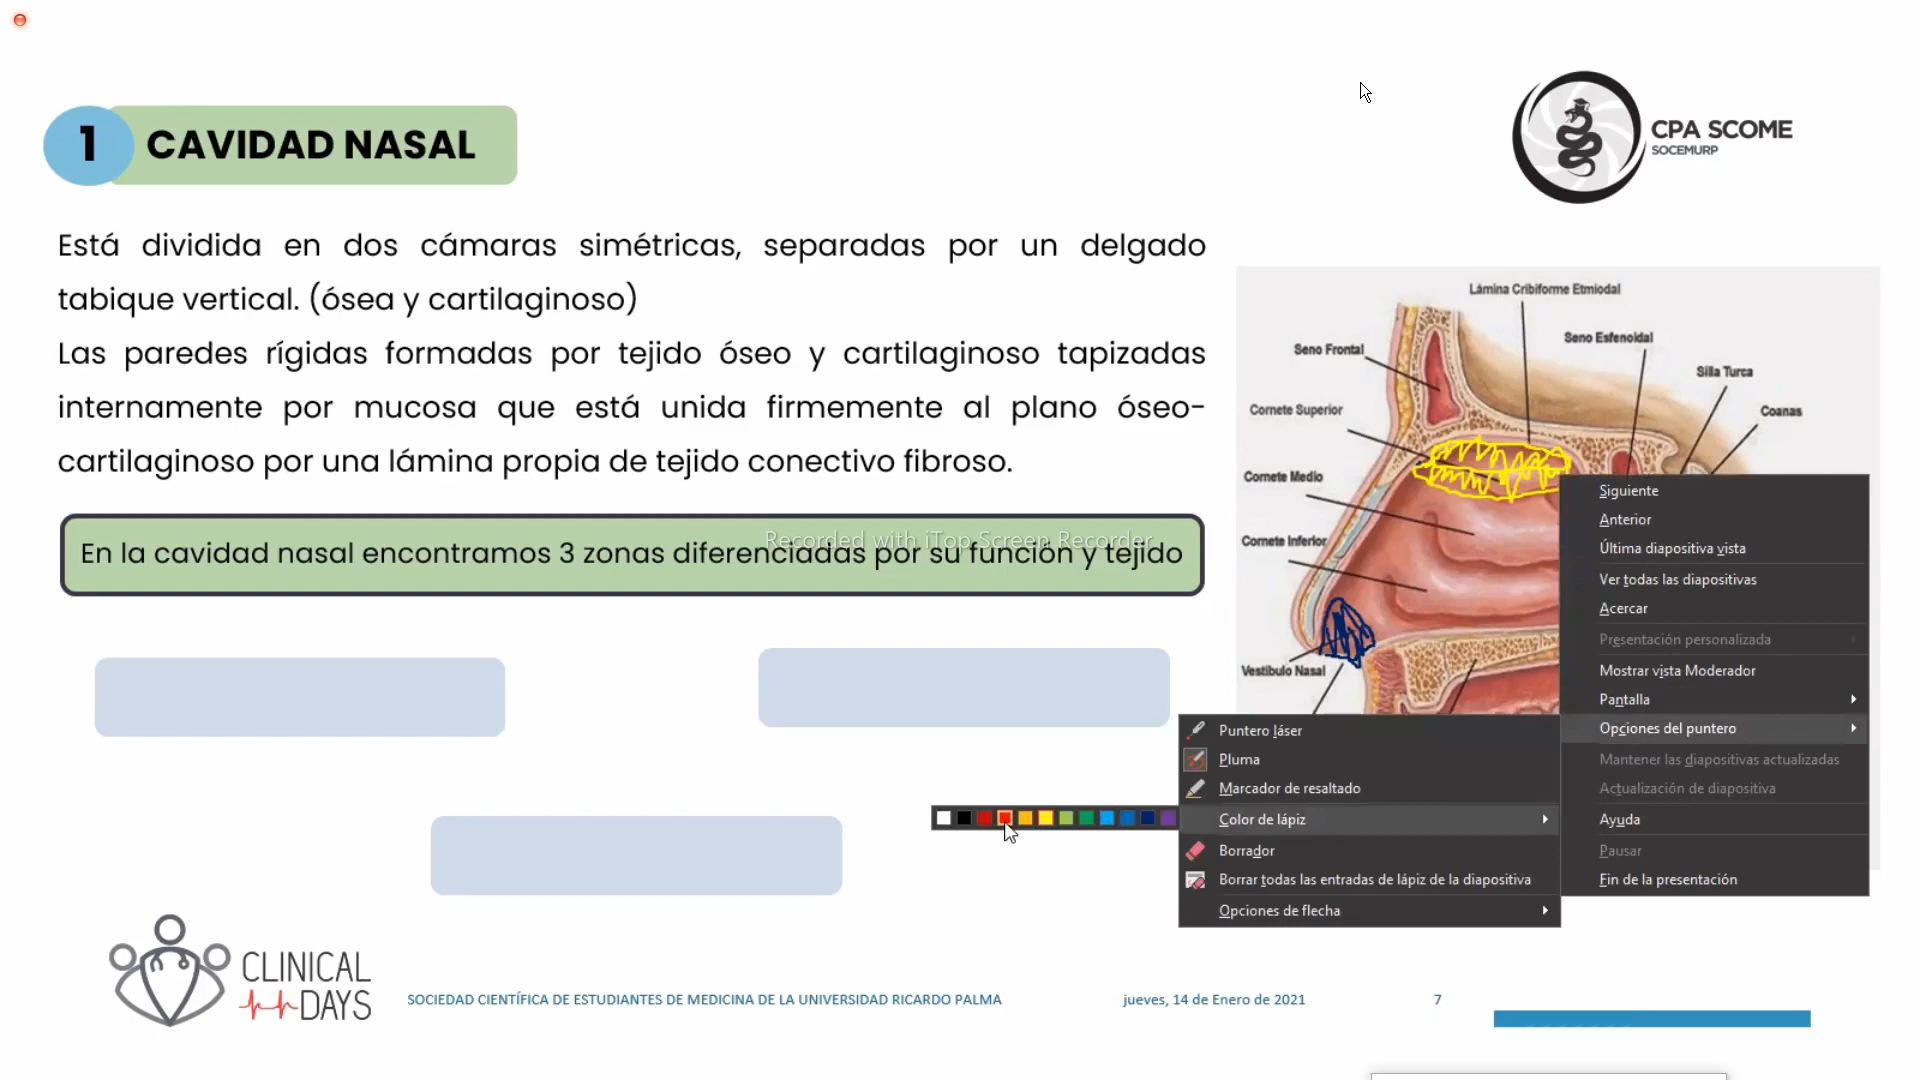 1 CAVIDAD NASAL
CPA SCOME
SOCEMURP
Está dividida en dos cámaras simétricas, separadas por un delgado
tabique vertical. (ósea y cartilaginoso)
Las paredes rígidas formadas por tejido óseo y cartilaginoso tapizadas
internamente por mucosa que está unida firmemente al plano óseo-
cartilaginoso por una lámina propia de tejido conectivo fibroso.
Recorded with iTop Screen Recorder
En la cavidad nasal encontramos 3 zonas diferenciadas por su función y tejido
Lámina Cribiforme Etmiodal
Seno Esfenoidal
Seno Frontal
Silla Turca
Cornete Superior
Coanas
Cornete Medio
Cornete Inferior
Vestíbulo Nasal
Siguiente
Anterior
Última diapositiva vista
Ver todas las diapositivas
Acercar
Presentación personalizada
Mostrar vista Moderador
Pantalla
Opciones del puntero
Mantener las diapositivas actualizadas
Actualización de diapositiva
Ayuda
Pausar
Fin de la presentación
Puntero láser
Pluma
Marcador de resaltado
Color de lápiz
Borrador
Borrar todas las entradas de lápiz de la diapositiva
Opciones de flecha
CLINICAL
DAYS
SOCIEDAD CIENTÍFICA DE ESTUDIANTES DE MEDICINA DE LA UNIVERSIDAD RICARDO PALMA
jueves, 14 de Enero de 2021
7